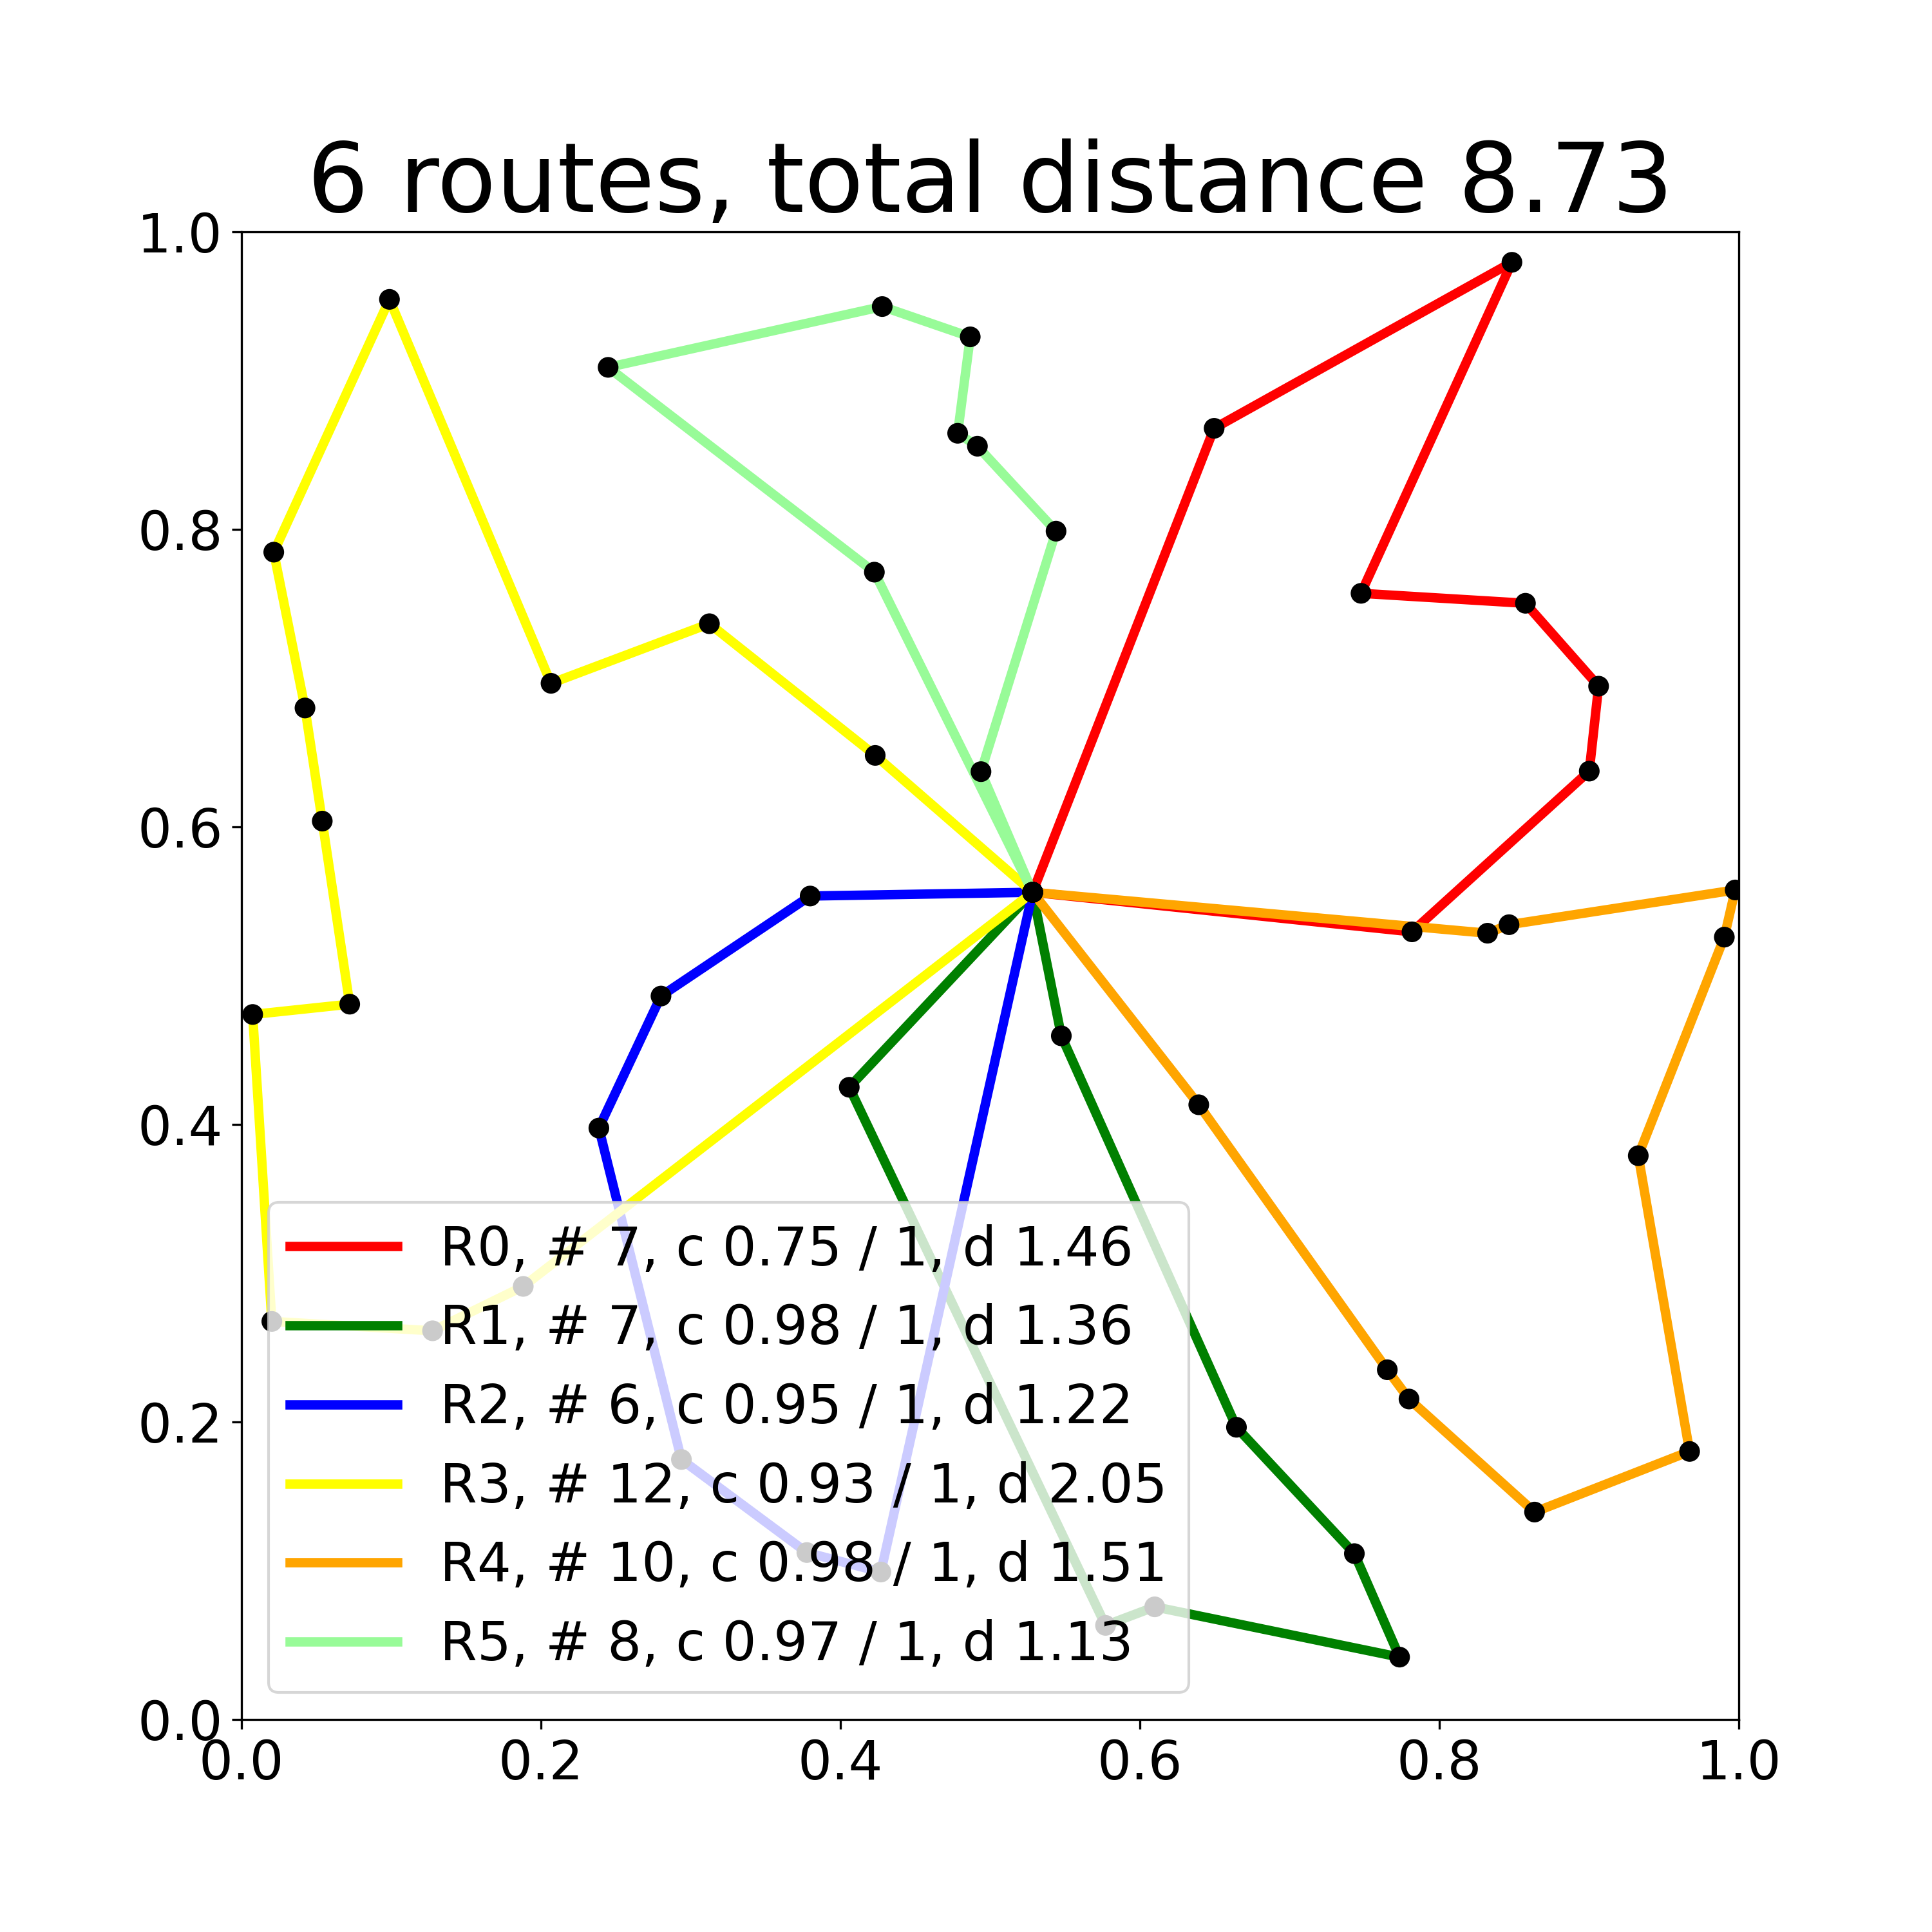 6 routes, total distance 8.73
1.0
0.8
0.6
0.4
0.2
0.0
R0, # 7, c 0.75 / 1, d 1.46
R1, # 7, c 0.98 / 1, d 1.36
R2, # 6, c 0.95 / 1, d 1.22
R3, # 12, c 0.93 / 1, d 2.05
R4, # 10, c 0.98 / 1, d 1.51
R5, # 8, c 0.97 / 1, d 1.13
0.0 0.2 0.4 0.6 0.8 1.0